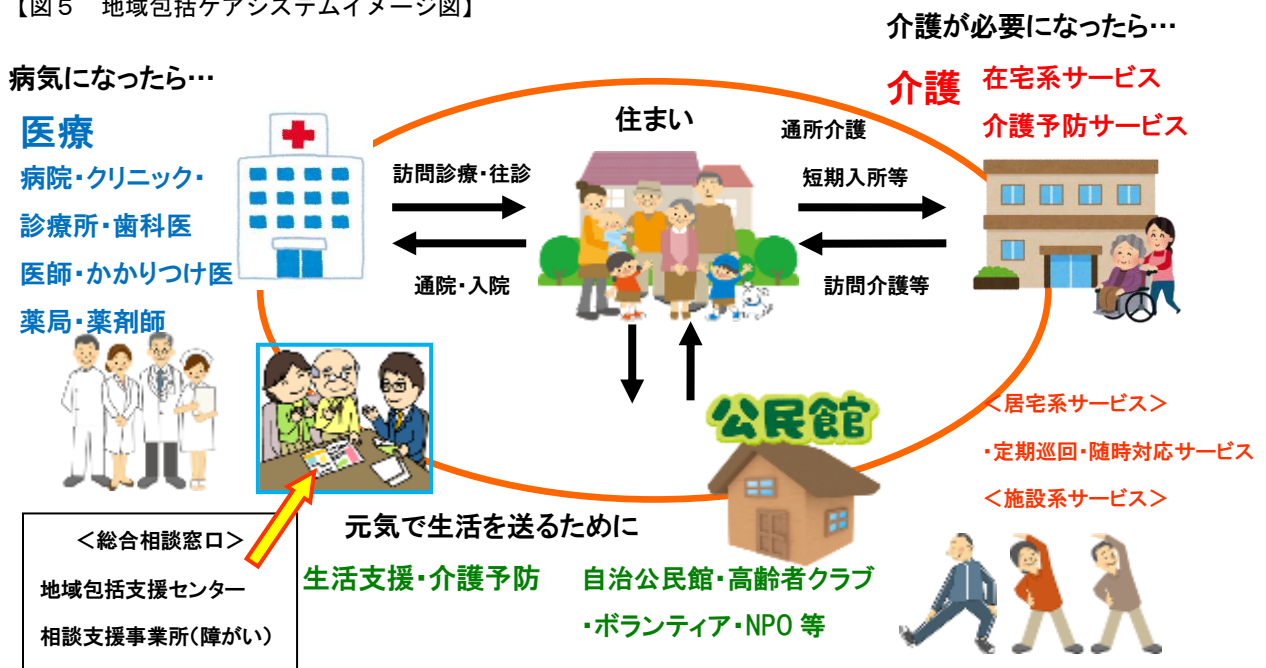 【図５　地域包括ケアシステムイメージ図】
介護が必要になったら…
病気になったら…
介護
在宅系サービス
介護予防サービス
医療
病院・クリニック・
診療所・歯科医
医師・かかりつけ医
薬局・薬剤師
住まい
訪問診療・往診
通院・入院
通所介護
短期入所等
訪問介護等
公民館
＜居宅系サービス＞
・定期巡回・随時対応サービス
＜施設系サービス＞
元気で生活を送るために
生活支援・介護予防
自治公民館・高齢者クラブ
・ボランティア・NPO 等
＜総合相談窓口＞
地域包括支援センター
相談支援事業所（障がい）